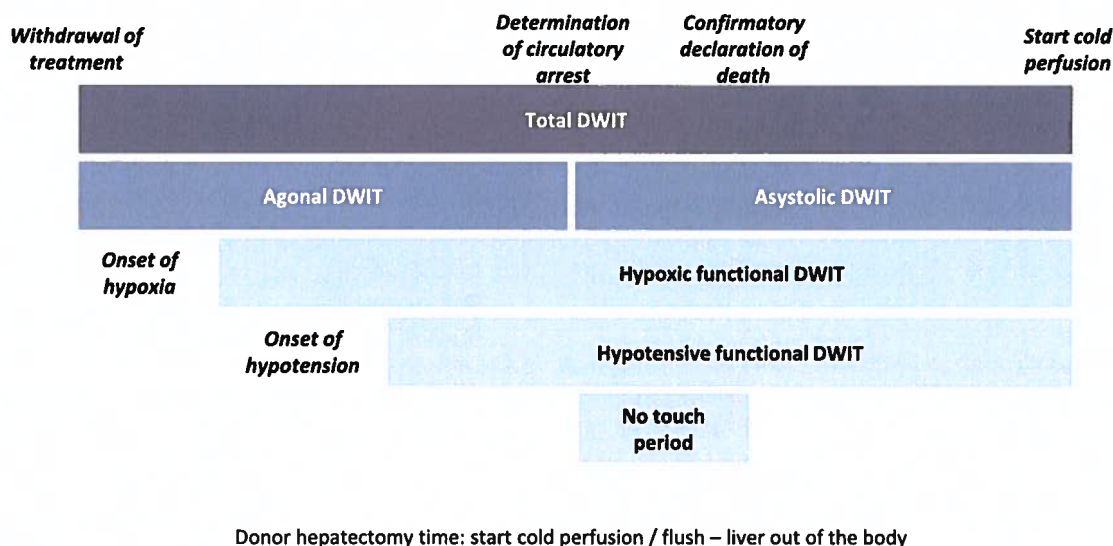 Withdrawal of
treatment
Determination
of circulatory
arrest
Confirmatory
declaration of
death
Start cold
perfusion
Total DWIT
Agonal DWIT
Asystolic DWIT
Onset of
hypoxia
Hypoxic functional DWIT
Onset of
hypotension
Hypotensive functional DWIT
No touch
period
Donor hepatectomy time: start cold perfusion / flush – liver out of the body